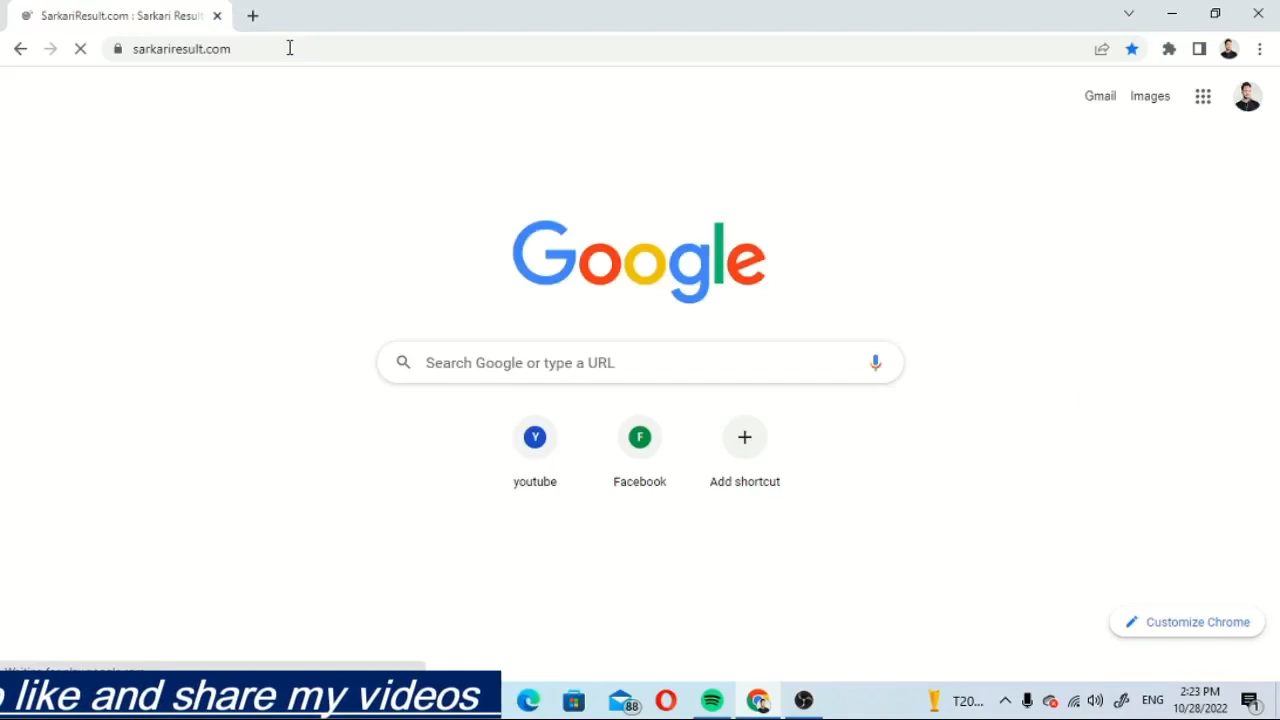 SarkariResult.com : Sarkari Result
sarkariresult.com
Gmail Images
Google
Search Google or type a URL
Y
F
youtube
Facebook
Add shortcut
Customize Chrome
like and share my videos
88
T20...
ENG
2:23 PM
10/28/2022
1